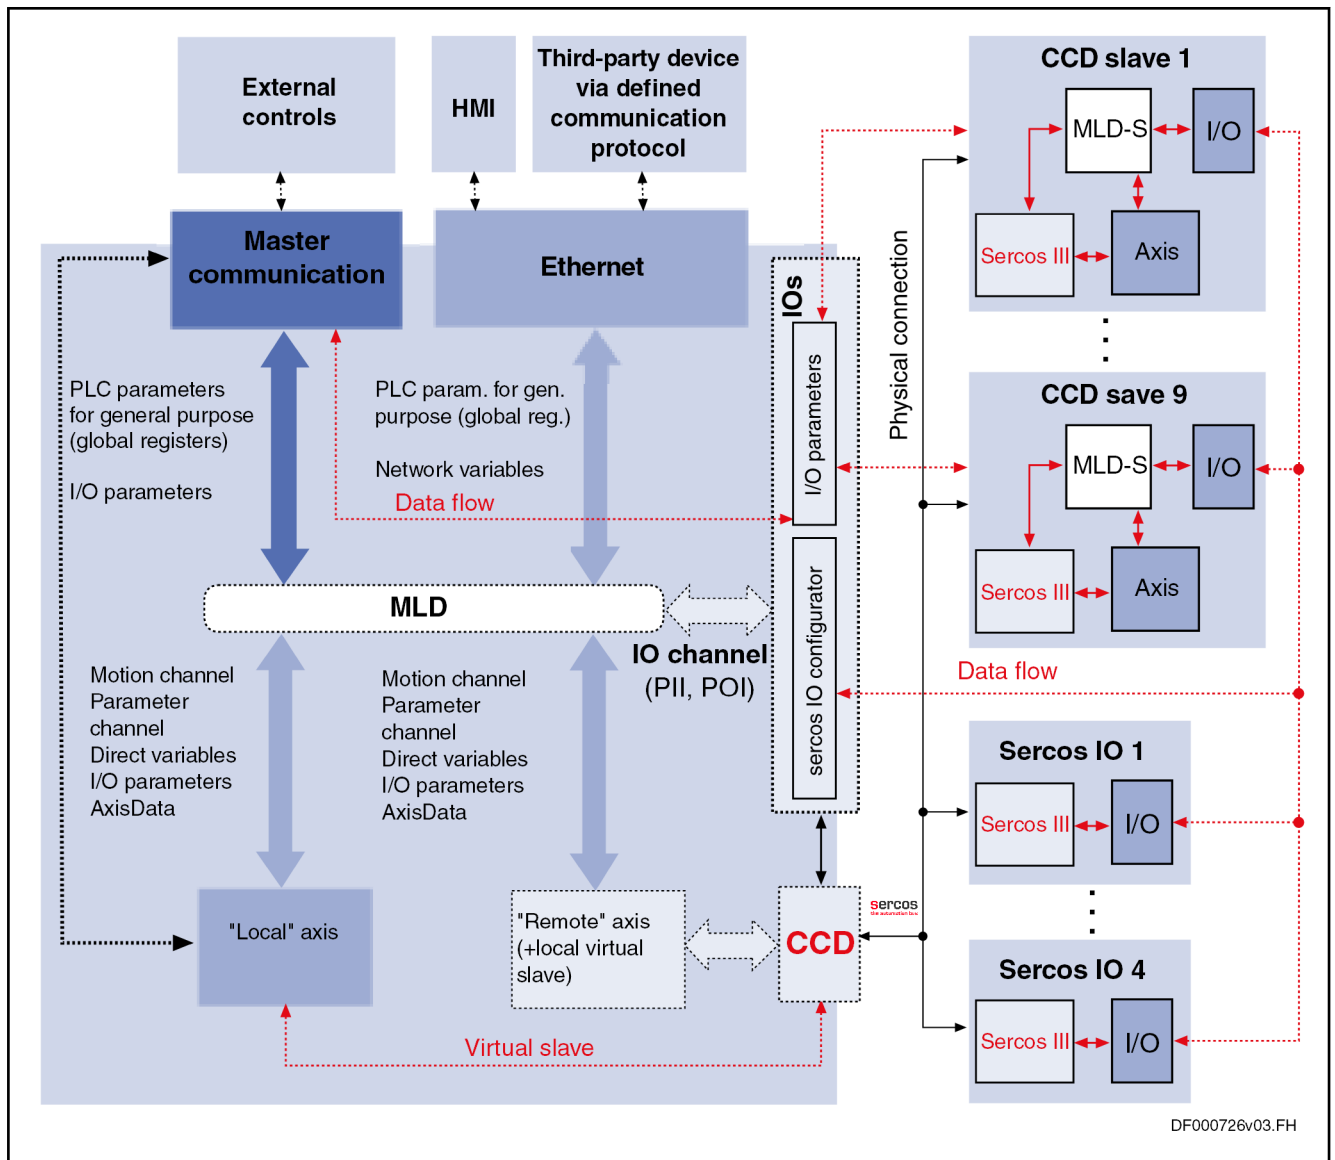 External
controls
HMI
Third-party device
via defined
communication
protocol
CCD slave 1
MLD-S
I/O
Sercos III
Axis
Master
communication
Ethernet
IOs
I/O parameters
sercos IO configurator
Physical connection
PLC parameters
for general purpose
(global registers)
I/O parameters
PLC param. for gen.
purpose (global reg.)
Network variables
Data flow
CCD save 9
MLD-S
I/O
Sercos III
Axis
MLD
IO channel
(PII, POI)
Data flow
Motion channel
Parameter
channel
Direct variables
I/O parameters
AxisData
Motion channel
Parameter
channel
Direct variables
I/O parameters
AxisData
Sercos IO 1
Sercos III
I/O
"Local" axis
"Remote" axis
(+local virtual
slave)
CCD
sercos
the automation bus
Sercos IO 4
Sercos III
I/O
Virtual slave
DF000726v03.FH